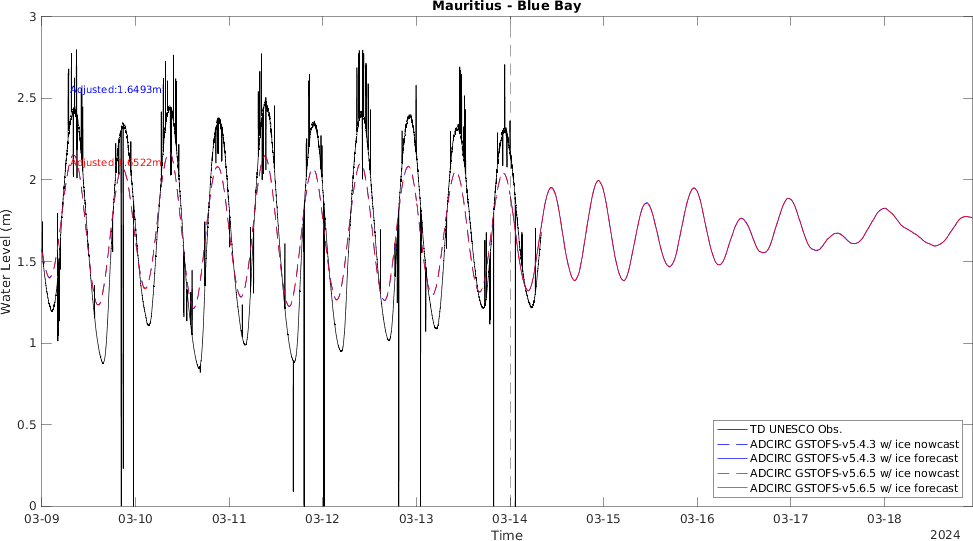 Mauritius - Blue Bay
3
2.5
2
1.5
1
0.5
0
Water Level (m)
Adjusted:1.6493m
Adjusted:1.6522m
TD UNESCO Obs.
ADCIRC GSTOFS-v5.4.3 w/ ice nowcast
ADCIRC GSTOFS-v5.4.3 w/ ice forecast
ADCIRC GSTOFS-v5.6.5 w/ ice nowcast
ADCIRC GSTOFS-v5.6.5 w/ ice forecast
03-09 03-10 03-11 03-12 03-13 03-14 03-15 03-16 03-17 03-18
Time
2024